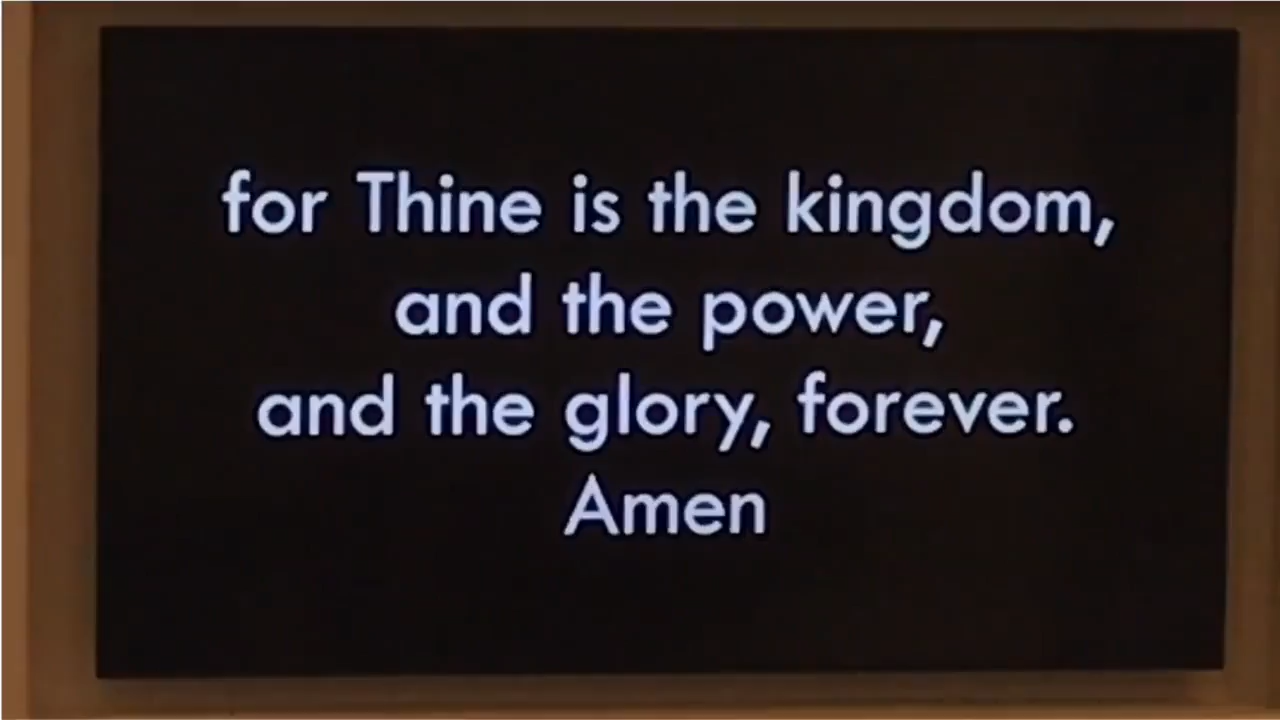 for Thine is the kingdom,
and the power,
and the glory, forever.
Amen